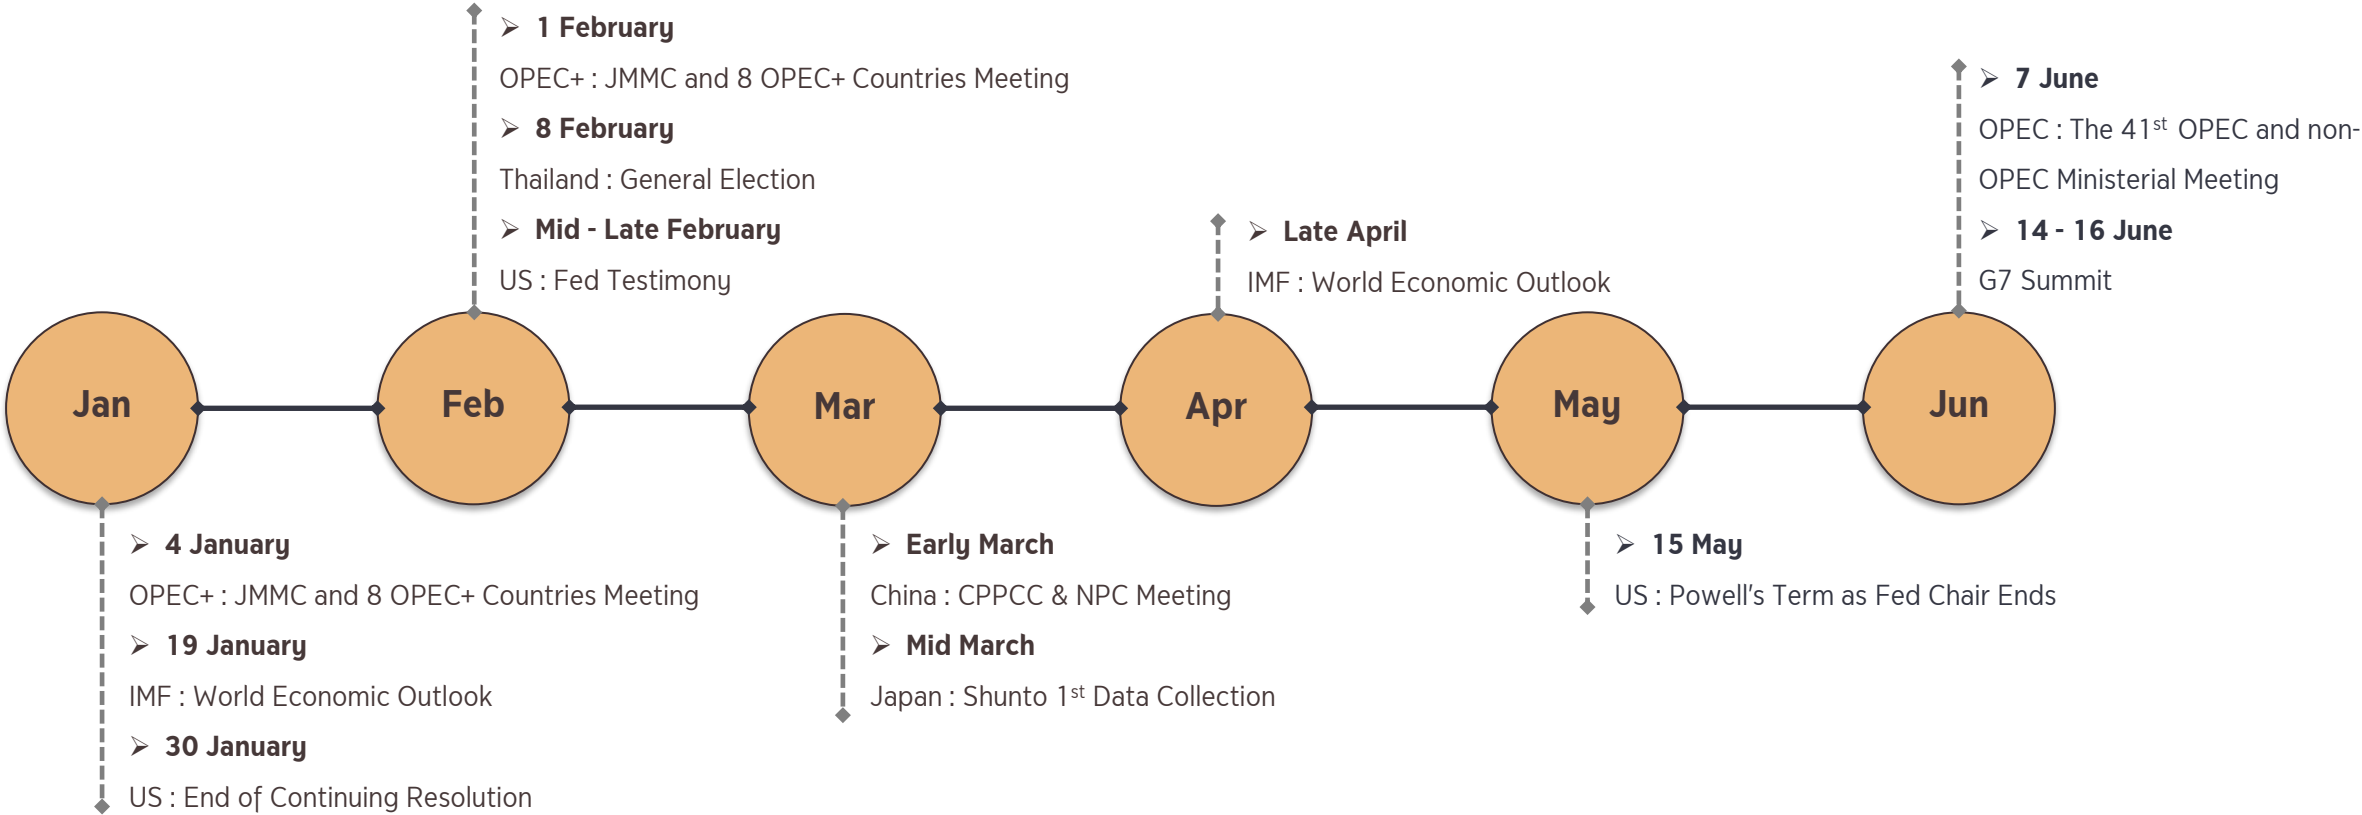 ➢ 1 February
OPEC+ : JMMC and 8 OPEC+ Countries Meeting
➢ 8 February
Thailand : General Election
➢ Mid - Late February
US : Fed Testimony
➢ Late April
IMF : World Economic Outlook
➢ 7 June
OPEC : The 41st OPEC and non-
OPEC Ministerial Meeting
➢ 14 - 16 June
G7 Summit
Jan
Feb
Mar
Apr
May
Jun
➢ 4 January
OPEC+ : JMMC and 8 OPEC+ Countries Meeting
➢ 19 January
IMF : World Economic Outlook
➢ 30 January
US : End of Continuing Resolution
➢ Early March
China : CPPCC & NPC Meeting
➢ Mid March
Japan : Shunto 1st Data Collection
➢ 15 May
US : Powell's Term as Fed Chair Ends